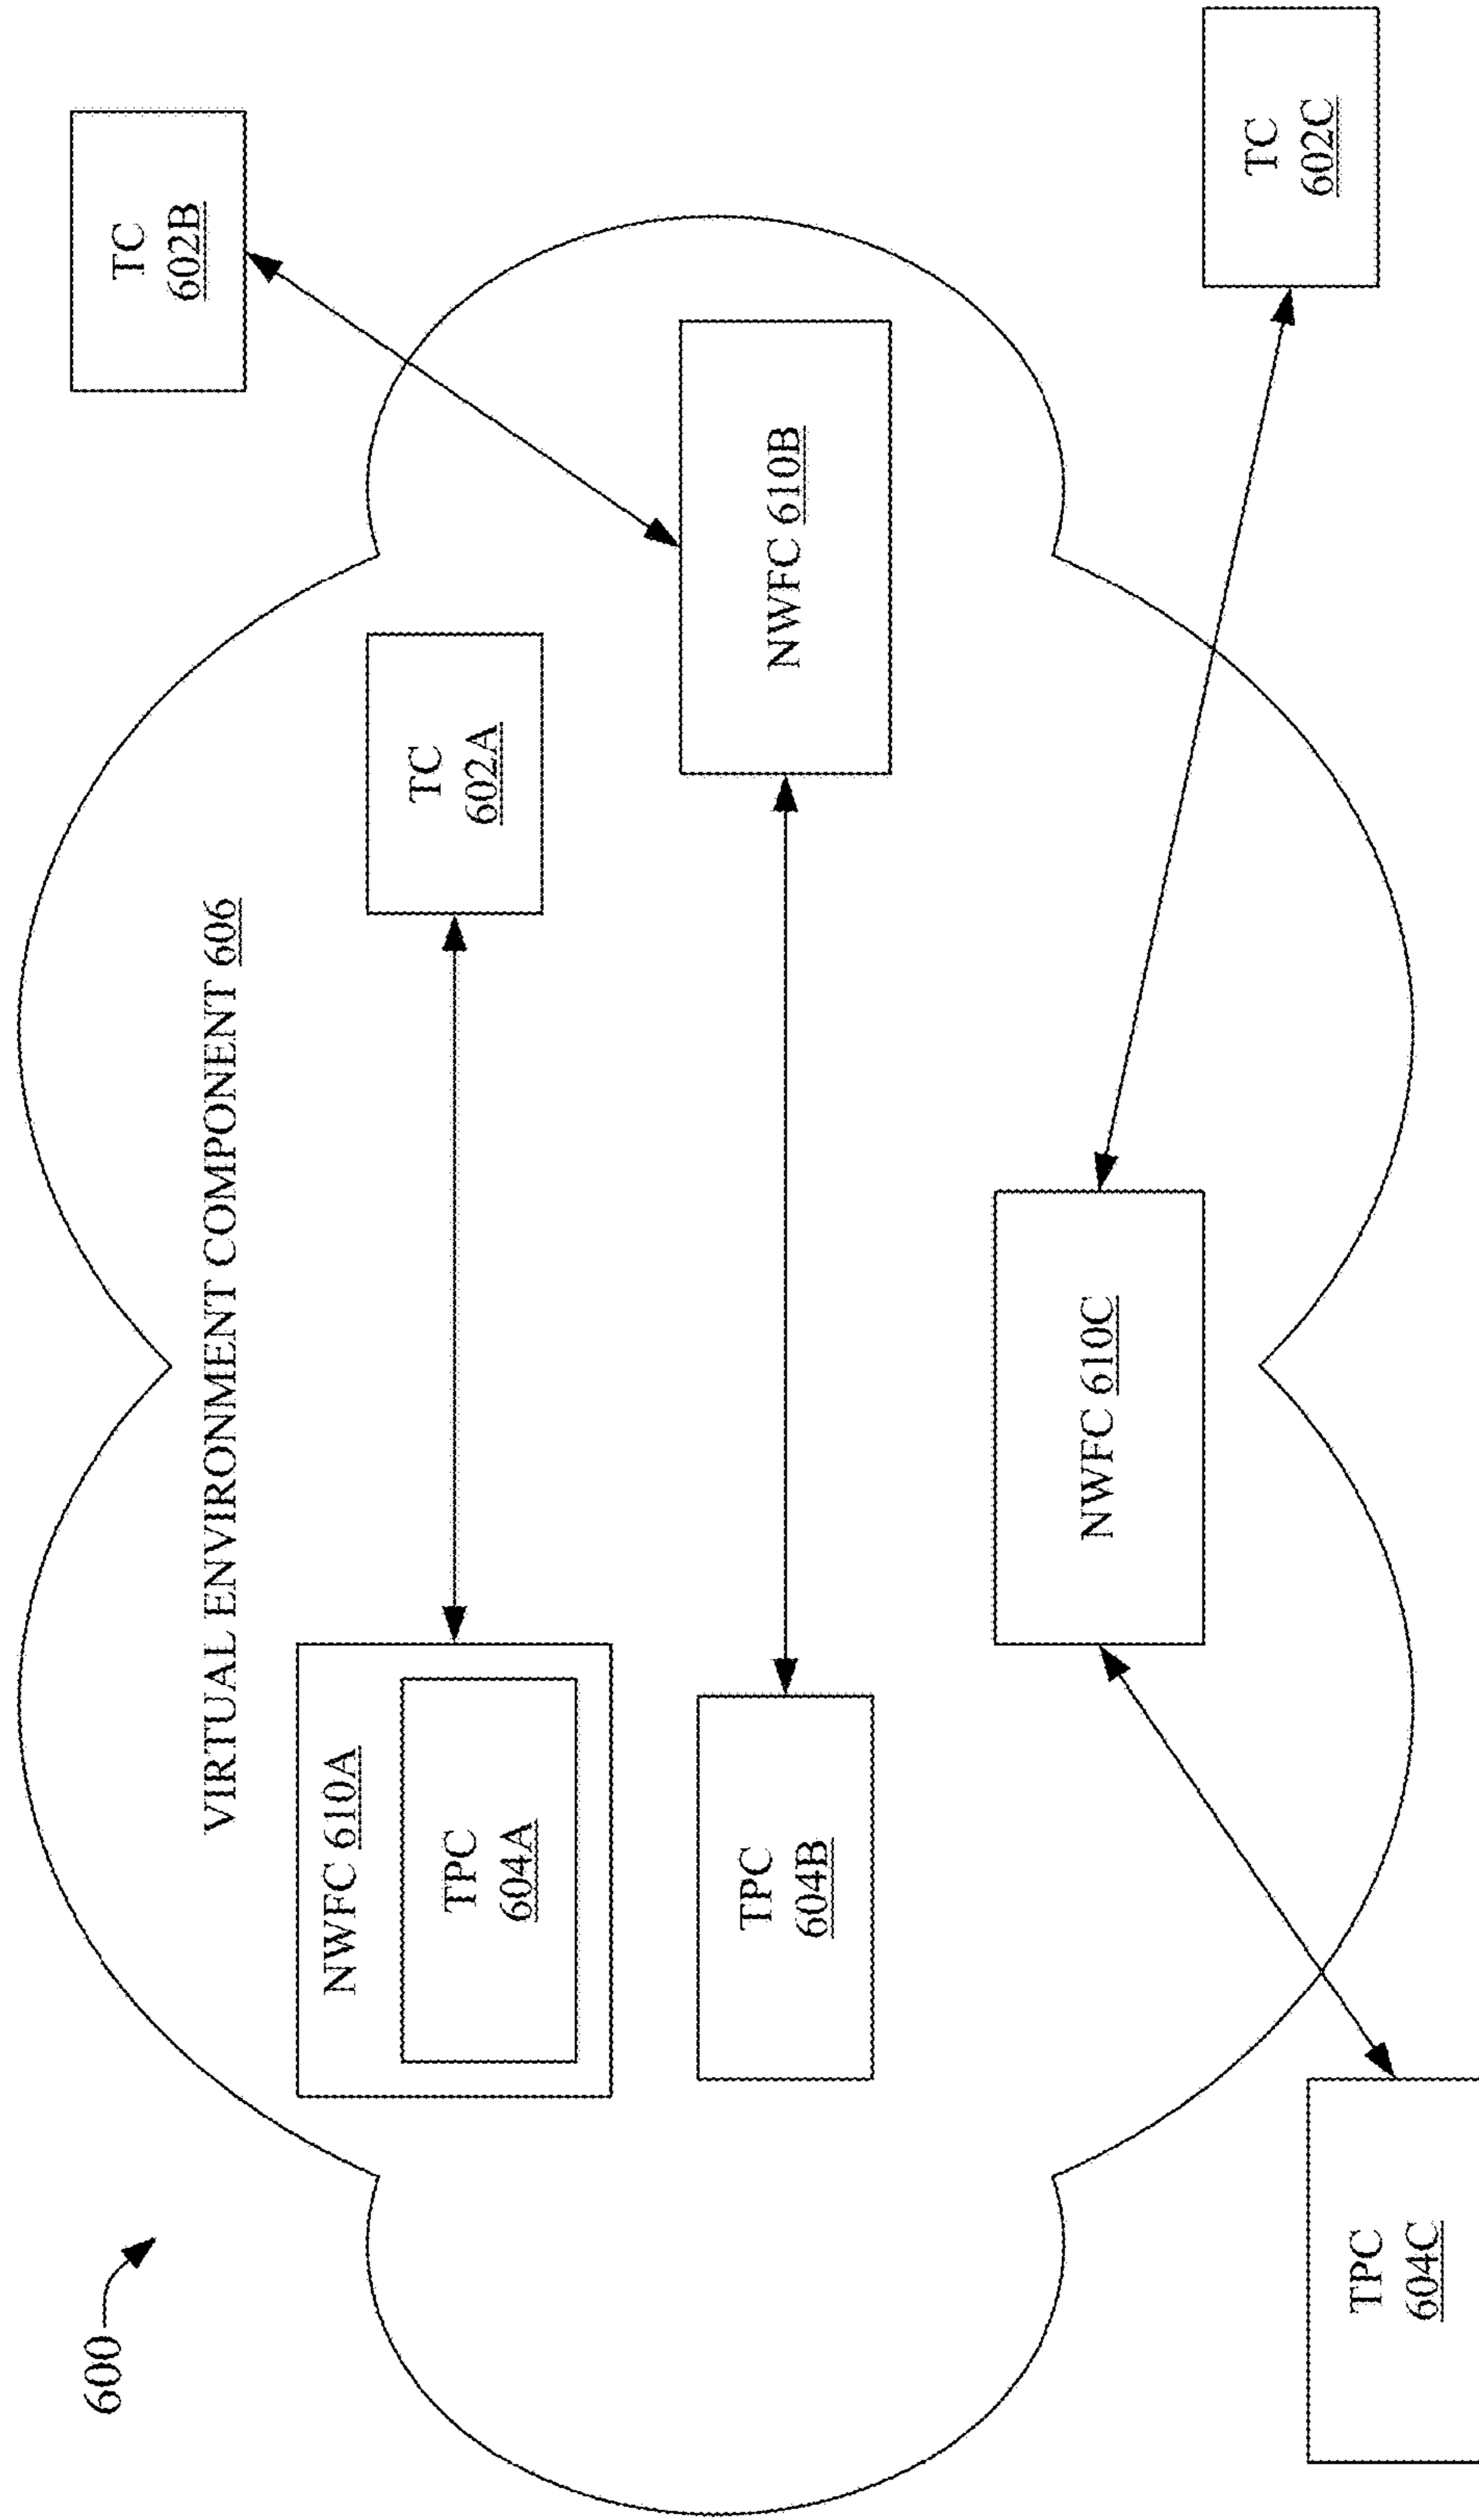 600
VIRTUAL ENVIRONMENT COMPONENT 606
TC
602B
NWFC 610A
TPC
604A
TC
602A
TPC
604B
NWFC 610B
NWFC 610C
TPC
604C
TC
602C